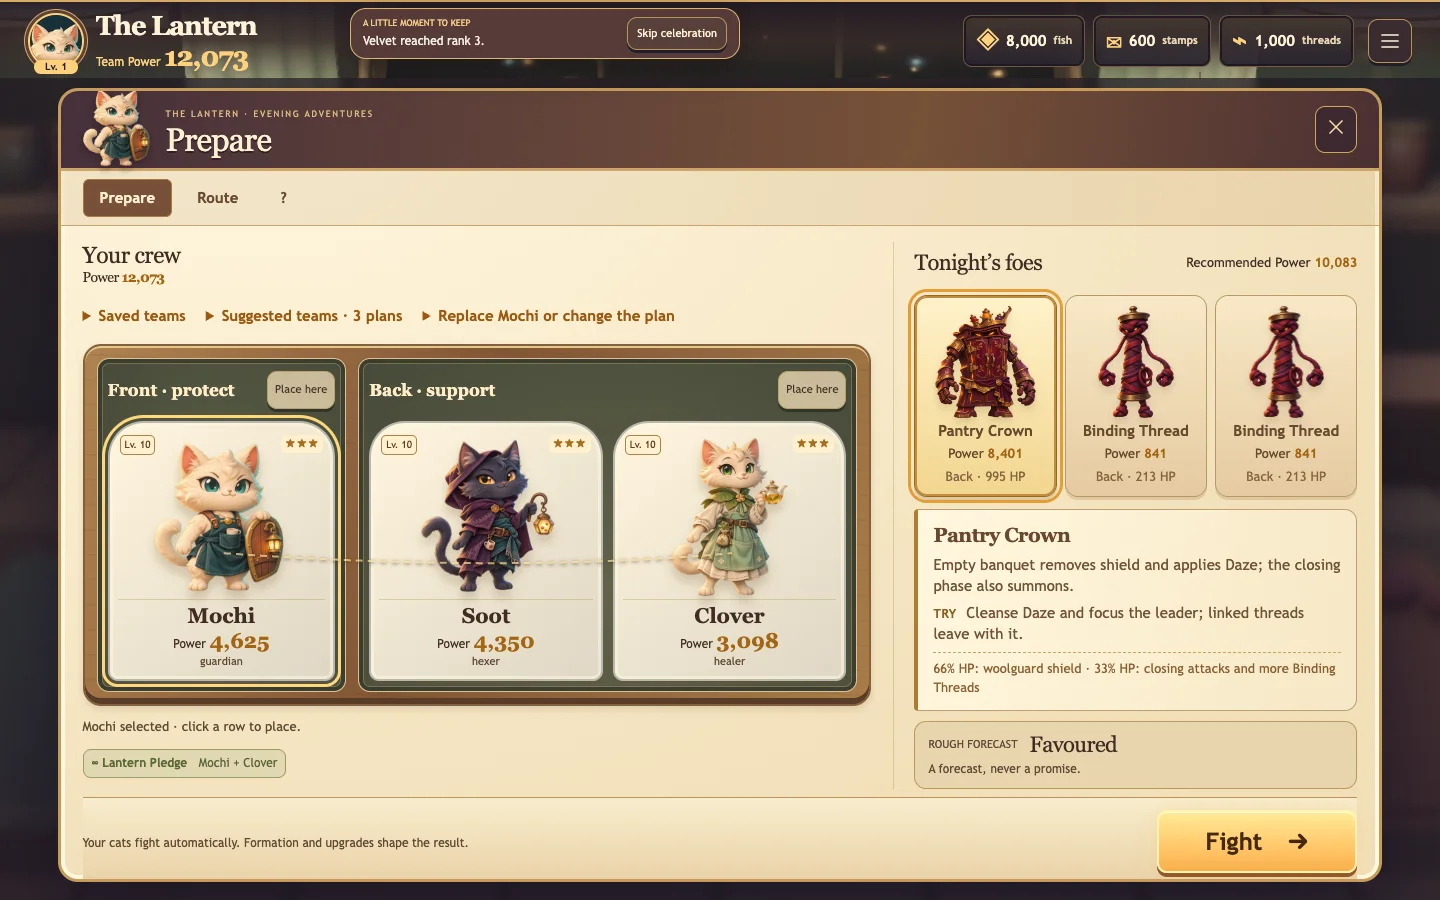 The Lantern
Team Power 12,073
Lv. 1
A LITTLE MOMENT TO KEEP
Velvet reached rank 3.
Skip celebration
8,000 fish
600 stamps
1,000 threads
THE LANTERN · EVENING ADVENTURES
Prepare
Prepare
Route
?
Your crew
Power 12,073
Saved teams
Suggested teams · 3 plans
Replace Mochi or change the plan
Front · protect
Place here
Back · support
Place here
Lv. 10
Mochi
Power 4,625
guardian
Lv. 10
Soot
Power 4,350
hexer
Lv. 10
Clover
Power 3,098
healer
Mochi selected · click a row to place.
∞ Lantern Pledge Mochi + Clover
Tonight's foes
Recommended Power 10,083
Pantry Crown
Power 8,401
Back · 995 HP
Binding Thread
Power 841
Back · 213 HP
Binding Thread
Power 841
Back · 213 HP
Pantry Crown
Empty banquet removes shield and applies Daze; the closing
phase also summons.
TRY Cleanse Daze and focus the leader; linked threads
leave with it.
66% HP: woolguard shield · 33% HP: closing attacks and more Binding
Threads
ROUGH FORECAST Favoured
A forecast, never a promise.
Your cats fight automatically. Formation and upgrades shape the result.
Fight →